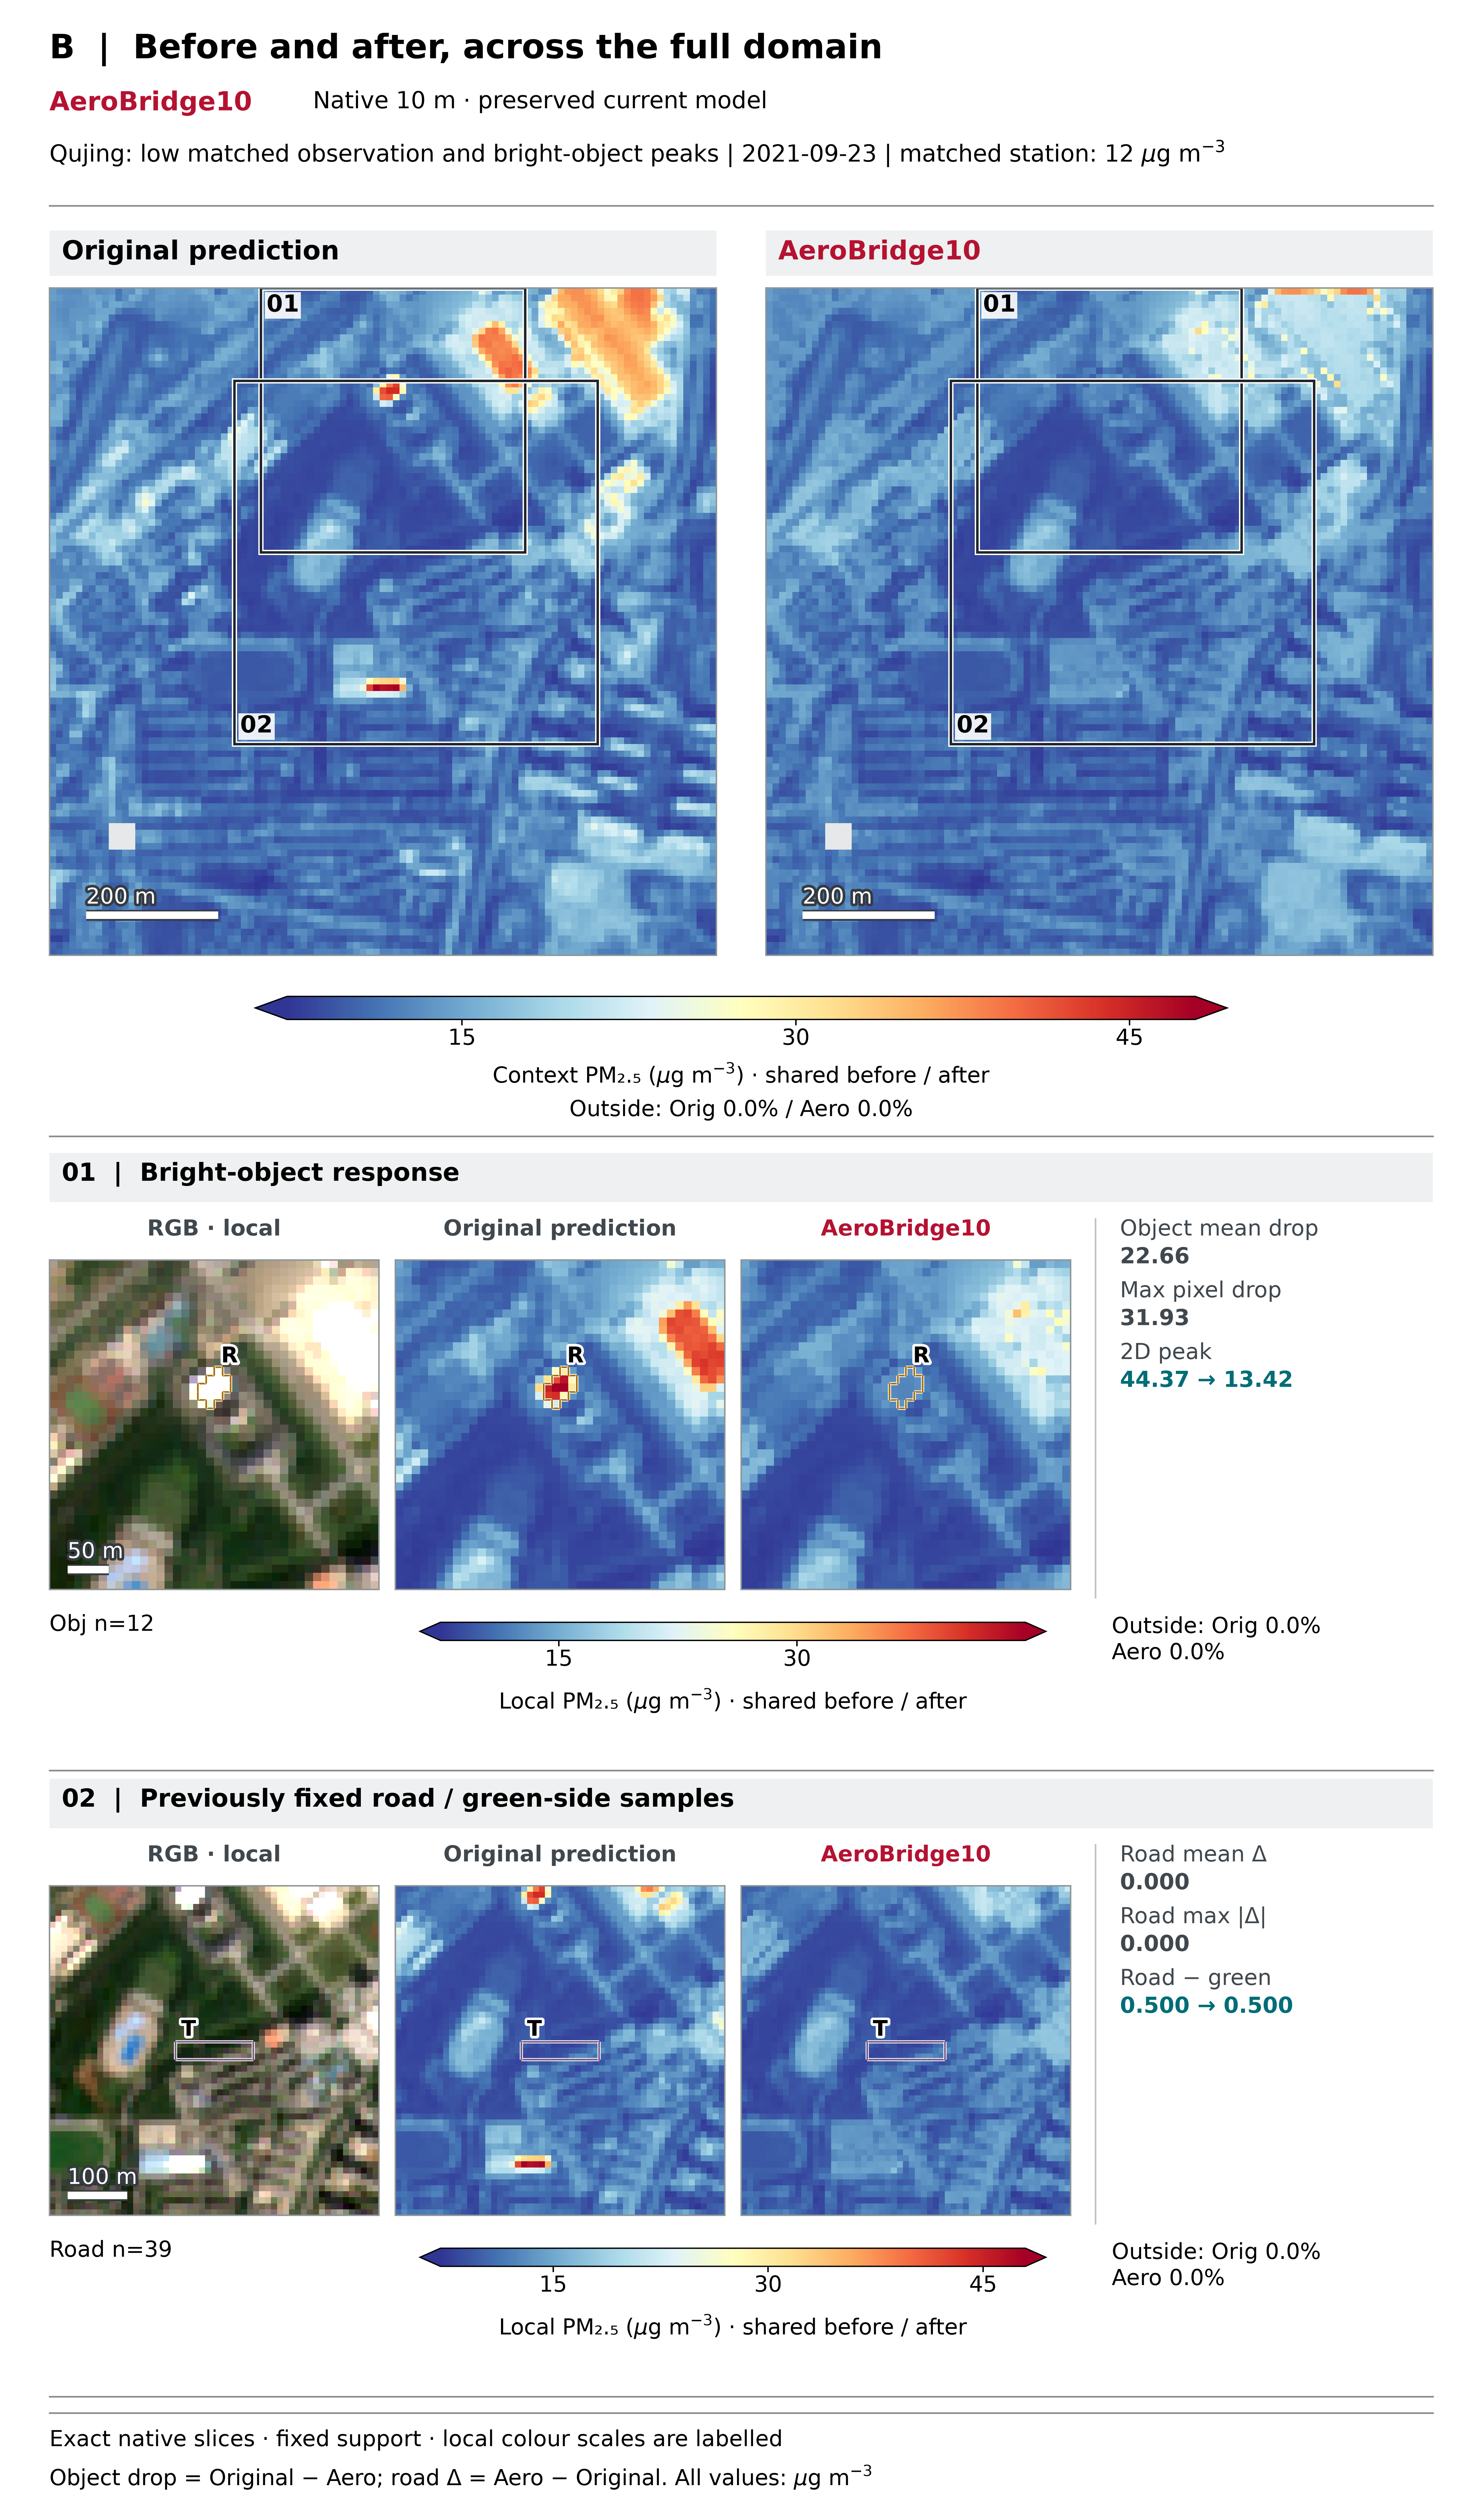 B | Before and after, across the full domain
AeroBridge10 Native 10 m · preserved current model
Qujing: low matched observation and bright-object peaks | 2021-09-23 | matched station: 12 μg m⁻³
Original prediction AeroBridge10
01 01
02 02
200 m 200 m
15 30 45
Context PM₂.₅ (μg m⁻³) · shared before / after
Outside: Orig 0.0% / Aero 0.0%
01 | Bright-object response
RGB · local Original prediction AeroBridge10 Object mean drop
22.66
Max pixel drop
31.93
R R R 2D peak
44.37 → 13.42
50 m
Obj n=12 Outside: Orig 0.0%
15 30 Aero 0.0%
Local PM₂.₅ (μg m⁻³) · shared before / after
02 | Previously fixed road / green-side samples
RGB · local Original prediction AeroBridge10 Road mean Δ
0.000
Road max |Δ|
0.000
Road − green
0.500 → 0.500
T T T
100 m
Road n=39 Outside: Orig 0.0%
15 30 45 Aero 0.0%
Local PM₂.₅ (μg m⁻³) · shared before / after
Exact native slices · fixed support · local colour scales are labelled
Object drop = Original − Aero; road Δ = Aero − Original. All values: μg m⁻³